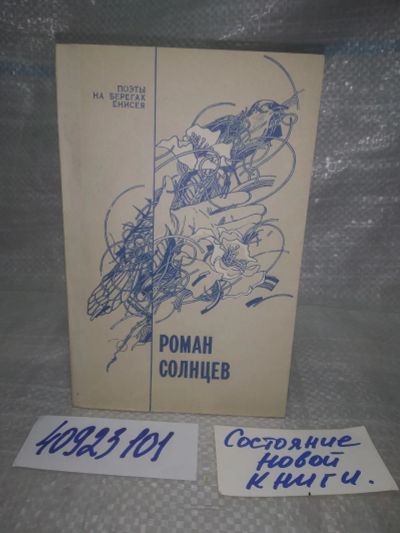 ПОЭТЫ
НА БЕРЕГАХ
ЕНИСЕЯ
РОМАН
СОЛНЦЕВ
40923101
Состояние
новой
книги.